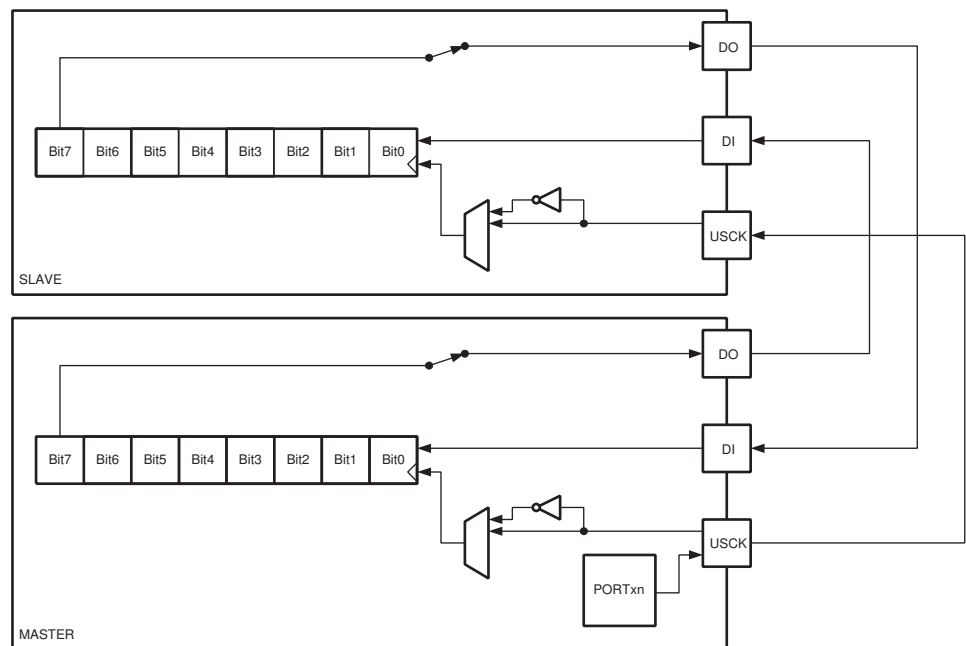 DO
Bit7 Bit6 Bit5 Bit4 Bit3 Bit2 Bit1 Bit0
DI
USCK
SLAVE
DO
Bit7 Bit6 Bit5 Bit4 Bit3 Bit2 Bit1 Bit0
DI
USCK
PORTxn
MASTER